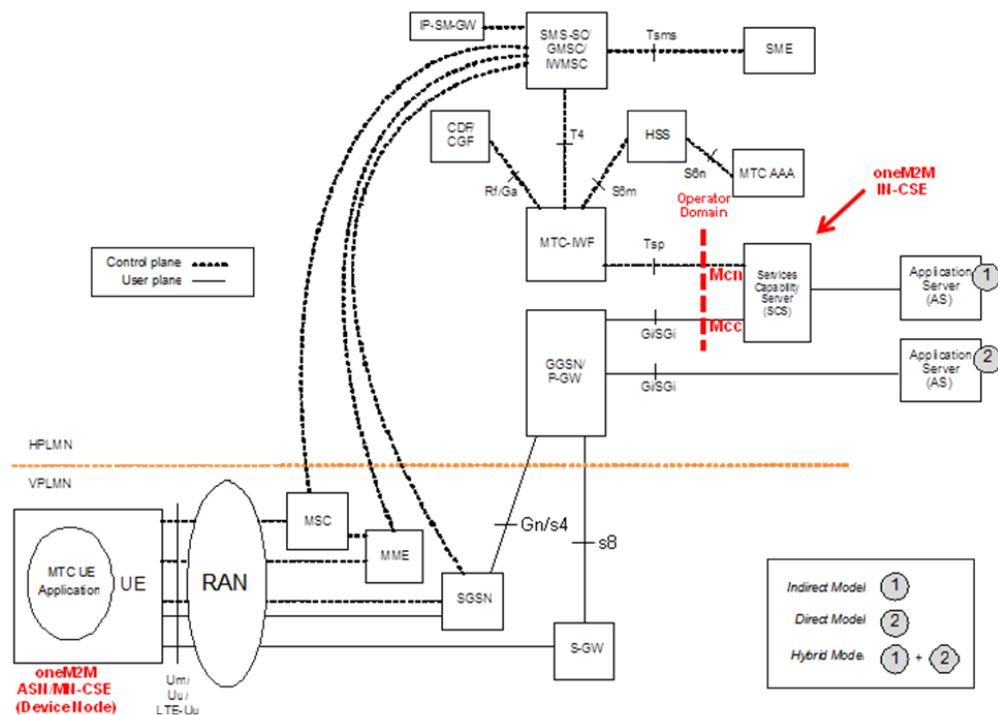 IP-SM-GW
SMS-SC/
GMSC/
IWMSC
Tsms
SME
CDF/
CGF
T4
HSS
S6n
MTC AAA
Rf/Ga
S6m
oneM2M
IN-CSE
Operator
Domain
MTC-IWF
Tsp
Mcn
Services
Capability
Server
(SCS)
Application
Server
(AS)
1
Control plane
User plane
Mcc
Gi/SGi
GGSN/
P-GW
Gi/SGi
Application
Server
(AS)
2
HPLMN
VPLMN
MSC
MME
Gn/s4
s8
MTC UE
Application
UE
RAN
SGSN
S-GW
Indirect Model 1
Direct Model 2
Hybrid Model 1 + 2
oneM2M
ASN/MN-CSE
(Device Node)
Um/
Uu/
LTE-Uu